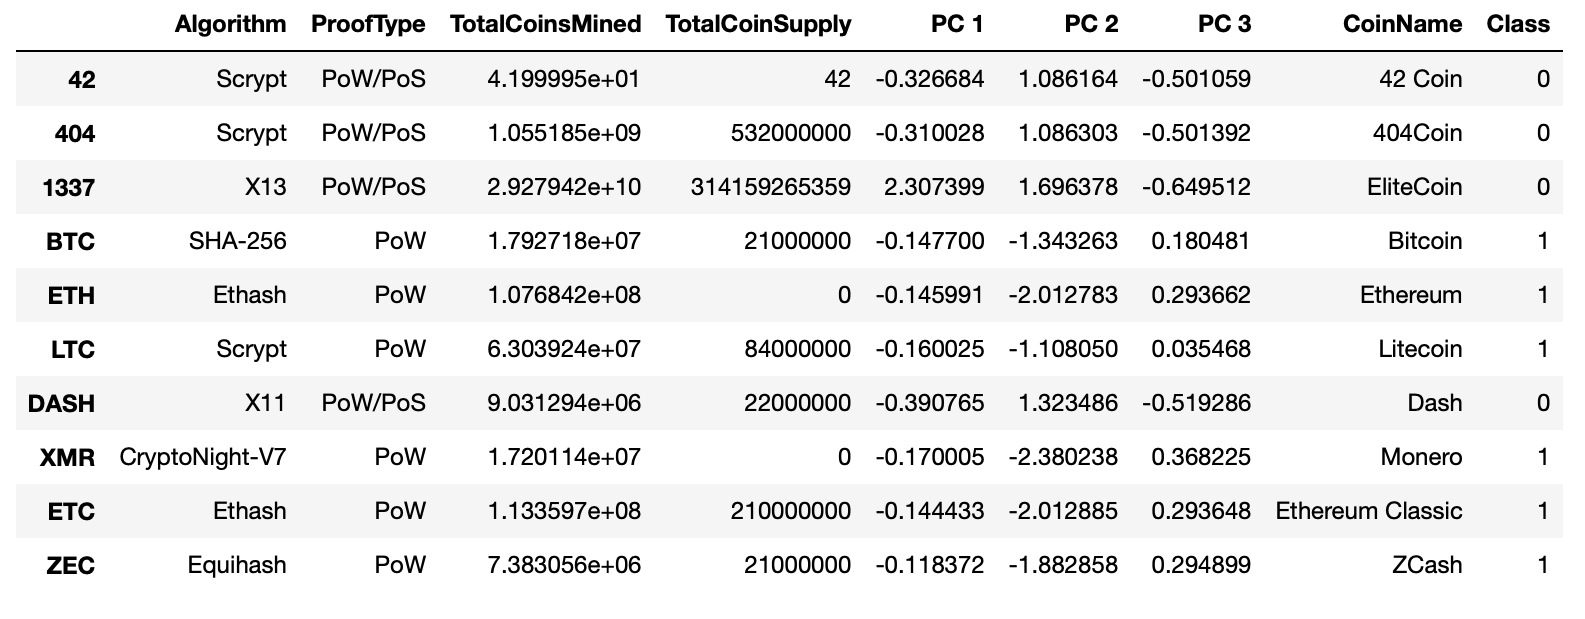 Algorithm ProofType TotalCoinsMined TotalCoinSupply PC 1 PC 2 PC 3 CoinName Class
42 Scrypt PoW/PoS 4.199995e+01 42 -0.326684 1.086164 -0.501059 42 Coin 0
404 Scrypt PoW/PoS 1.055185e+09 532000000 -0.310028 1.086303 -0.501392 404Coin 0
1337 X13 PoW/PoS 2.927942e+10 314159265359 2.307399 1.696378 -0.649512 EliteCoin 0
BTC SHA-256 PoW 1.792718e+07 21000000 -0.147700 -1.343263 0.180481 Bitcoin 1
ETH Ethash PoW 1.076842e+08 0 -0.145991 -2.012783 0.293662 Ethereum 1
LTC Scrypt PoW 6.303924e+07 84000000 -0.160025 -1.108050 0.035468 Litecoin 1
DASH X11 PoW/PoS 9.031294e+06 22000000 -0.390765 1.323486 -0.519286 Dash 0
XMR CryptoNight-V7 PoW 1.720114e+07 0 -0.170005 -2.380238 0.368225 Monero 1
ETC Ethash PoW 1.133597e+08 210000000 -0.144433 -2.012885 0.293648 Ethereum Classic 1
ZEC Equihash PoW 7.383056e+06 21000000 -0.118372 -1.882858 0.294899 ZCash 1